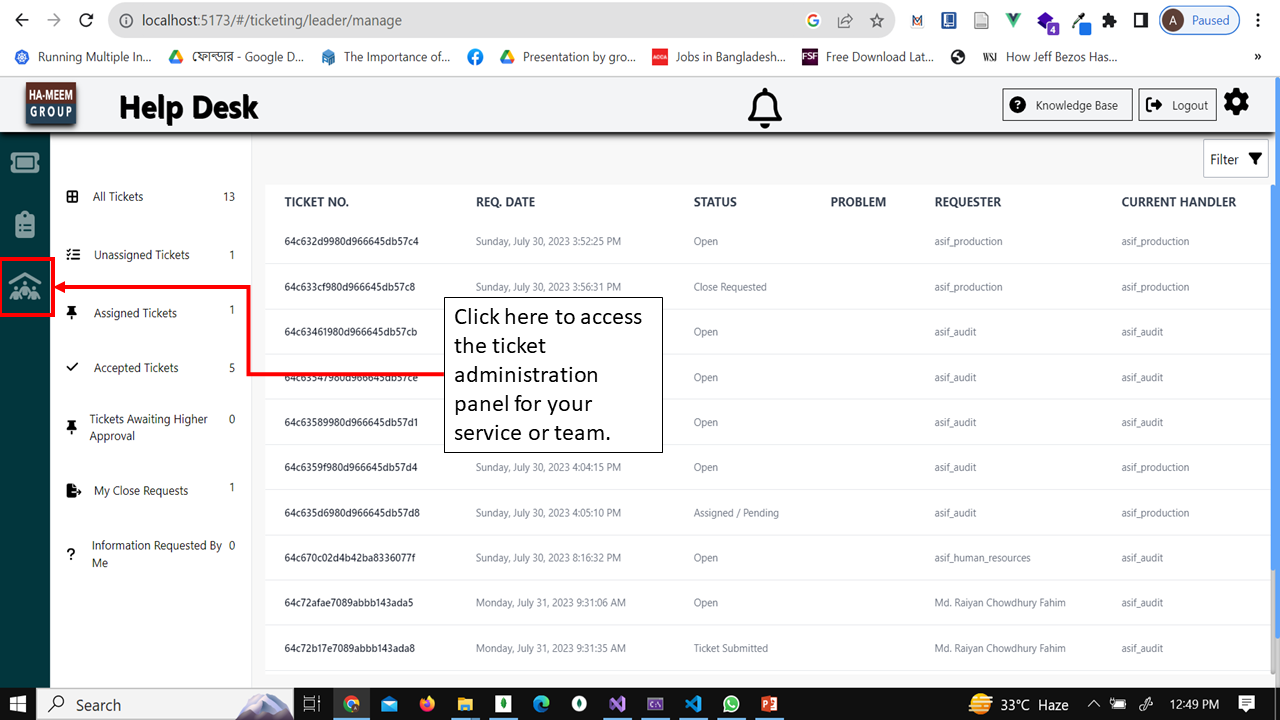 localhost:5173/#/ticketing/leader/manage
4
A
Paused
Running Multiple In...
ফোল্ডার - Google D...
The Importance of...
Presentation by gro...
ACCA
Jobs in Bangladesh...
FSF
Free Download Lat...
WSJ
How Jeff Bezos Has...
»
HA-MEEM
GROUP
Help Desk
Knowledge Base
Logout
Filter
All Tickets 13
Unassigned Tickets 1
Assigned Tickets 1
Accepted Tickets 5
Tickets Awaiting Higher 0
Approval
My Close Requests 1
Information Requested By 0
Me
TICKET NO. REQ. DATE STATUS PROBLEM REQUESTER CURRENT HANDLER
64c632d9980d966645db57c4 Sunday, July 30, 2023 3:52:25 PM Open asif_production asif_production
64c633cf980d966645db57c8 Sunday, July 30, 2023 3:56:31 PM Close Requested asif_production asif_production
64c63461980d966645db57cb Open asif_audit asif_audit
64c63547980d966645db57ce Open asif_audit asif_audit
64c63589980d966645db57d1 Open asif_audit asif_audit
64c6359f980d966645db57d4 Sunday, July 30, 2023 4:04:15 PM Open asif_audit asif_production
64c635d6980d966645db57d8 Sunday, July 30, 2023 4:05:10 PM Assigned / Pending asif_audit asif_production
64c670c02d4b42ba8336077f Sunday, July 30, 2023 8:16:32 PM Open asif_human_resources asif_audit
64c72afae7089abbb143ada5 Monday, July 31, 2023 9:31:06 AM Open Md. Raiyan Chowdhury Fahim asif_audit
64c72b17e7089abbb143ada8 Monday, July 31, 2023 9:31:35 AM Ticket Submitted Md. Raiyan Chowdhury Fahim asif_audit
Click here to access
the ticket
administration
panel for your
service or team.
Search
33°C Haze
12:49 PM